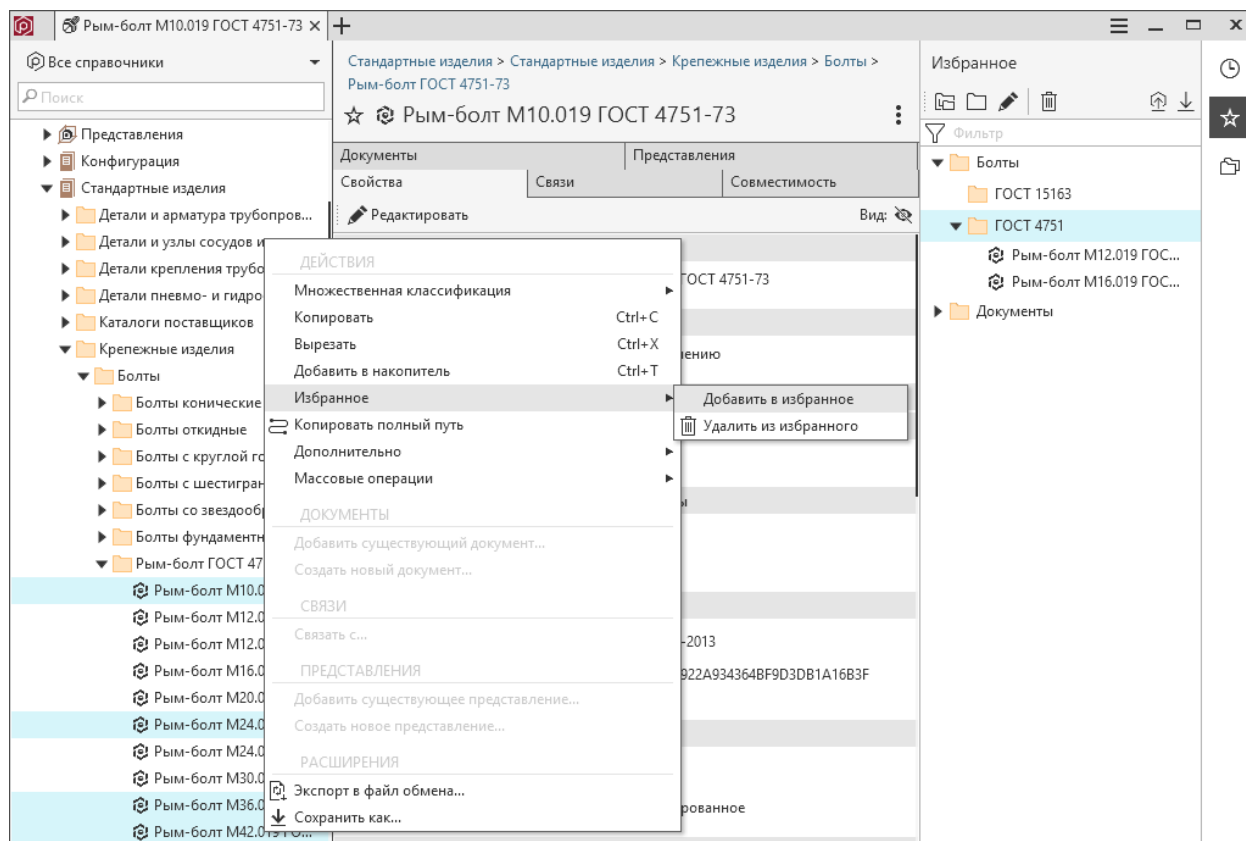 Рым-болт М10.019 ГОСТ 4751-73
Все справочники
Поиск
Представления
Конфигурация
Стандартные изделия
Детали и арматура трубопров...
Детали и узлы сосудов и
Детали крепления трубо
Детали пневмо- и гидро
Каталоги поставщиков
Крепежные изделия
Болты
Болты конические
Болты откидные
Болты с круглой го
Болты с шестигран
Болты со звездооб
Болты фундаментн
Рым-болт ГОСТ 47
Рым-болт М10.0
Рым-болт М12.0
Рым-болт М12.0
Рым-болт М16.0
Рым-болт М20.0
Рым-болт М24.0
Рым-болт М24.0
Рым-болт М30.0
Рым-болт М36.0
Рым-болт М42.019 ГО...
Стандартные изделия > Стандартные изделия > Крепежные изделия > Болты >
Рым-болт ГОСТ 4751-73
Рым-болт М10.019 ГОСТ 4751-73
Документы
Представления
Свойства
Связи
Совместимость
Редактировать
Вид:
ГОСТ 4751-73
ению
ы
-2013
922A934364BF9D3DB1A16B3F
рованное
ДЕЙСТВИЯ
Множественная классификация
Копировать Ctrl+C
Вырезать Ctrl+X
Добавить в накопитель Ctrl+T
Избранное
Копировать полный путь
Дополнительно
Массовые операции
ДОКУМЕНТЫ
Добавить существующий документ...
Создать новый документ...
СВЯЗИ
Связать с...
ПРЕДСТАВЛЕНИЯ
Добавить существующее представление...
Создать новое представление...
РАСШИРЕНИЯ
Экспорт в файл обмена...
Сохранить как...
Добавить в избранное
Удалить из избранного
Избранное
Фильтр
Болты
ГОСТ 15163
ГОСТ 4751
Рым-болт М12.019 ГОС...
Рым-болт М16.019 ГОС...
Документы